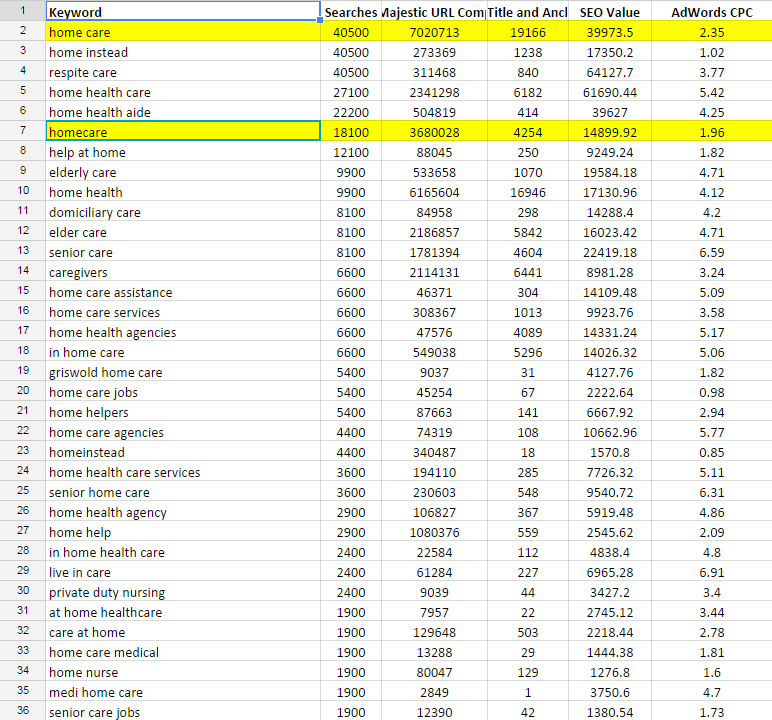 1 Keyword Searches Majestic URL Com Title and Ancl SEO Value AdWords CPC
2 home care 40500 7020713 19166 39973.5 2.35
3 home instead 40500 273369 1238 17350.2 1.02
4 respite care 40500 311468 840 64127.7 3.77
5 home health care 27100 2341298 6182 61690.44 5.42
6 home health aide 22200 504819 414 39627 4.25
7 homecare 18100 3680028 4254 14899.92 1.96
8 help at home 12100 88045 250 9249.24 1.82
9 elderly care 9900 533658 1070 19584.18 4.71
10 home health 9900 6165604 16946 17130.96 4.12
11 domiciliary care 8100 84958 298 14288.4 4.2
12 elder care 8100 2186857 5842 16023.42 4.71
13 senior care 8100 1781394 4604 22419.18 6.59
14 caregivers 6600 2114131 6441 8981.28 3.24
15 home care assistance 6600 46371 304 14109.48 5.09
16 home care services 6600 308367 1013 9923.76 3.58
17 home health agencies 6600 47576 4089 14331.24 5.17
18 in home care 6600 549038 5296 14026.32 5.06
19 griswold home care 5400 9037 31 4127.76 1.82
20 home care jobs 5400 45254 67 2222.64 0.98
21 home helpers 5400 87663 141 6667.92 2.94
22 home care agencies 4400 74319 108 10662.96 5.77
23 homeinstead 4400 340487 18 1570.8 0.85
24 home health care services 3600 194110 285 7726.32 5.11
25 senior home care 3600 230603 548 9540.72 6.31
26 home health agency 2900 106827 367 5919.48 4.86
27 home help 2900 1080376 559 2545.62 2.09
28 in home health care 2400 22584 112 4838.4 4.8
29 live in care 2400 61284 227 6965.28 6.91
30 private duty nursing 2400 9039 44 3427.2 3.4
31 at home healthcare 1900 7957 22 2745.12 3.44
32 care at home 1900 129648 503 2218.44 2.78
33 home care medical 1900 13288 29 1444.38 1.81
34 home nurse 1900 80047 129 1276.8 1.6
35 medi home care 1900 2849 1 3750.6 4.7
36 senior care jobs 1900 12390 42 1380.54 1.73